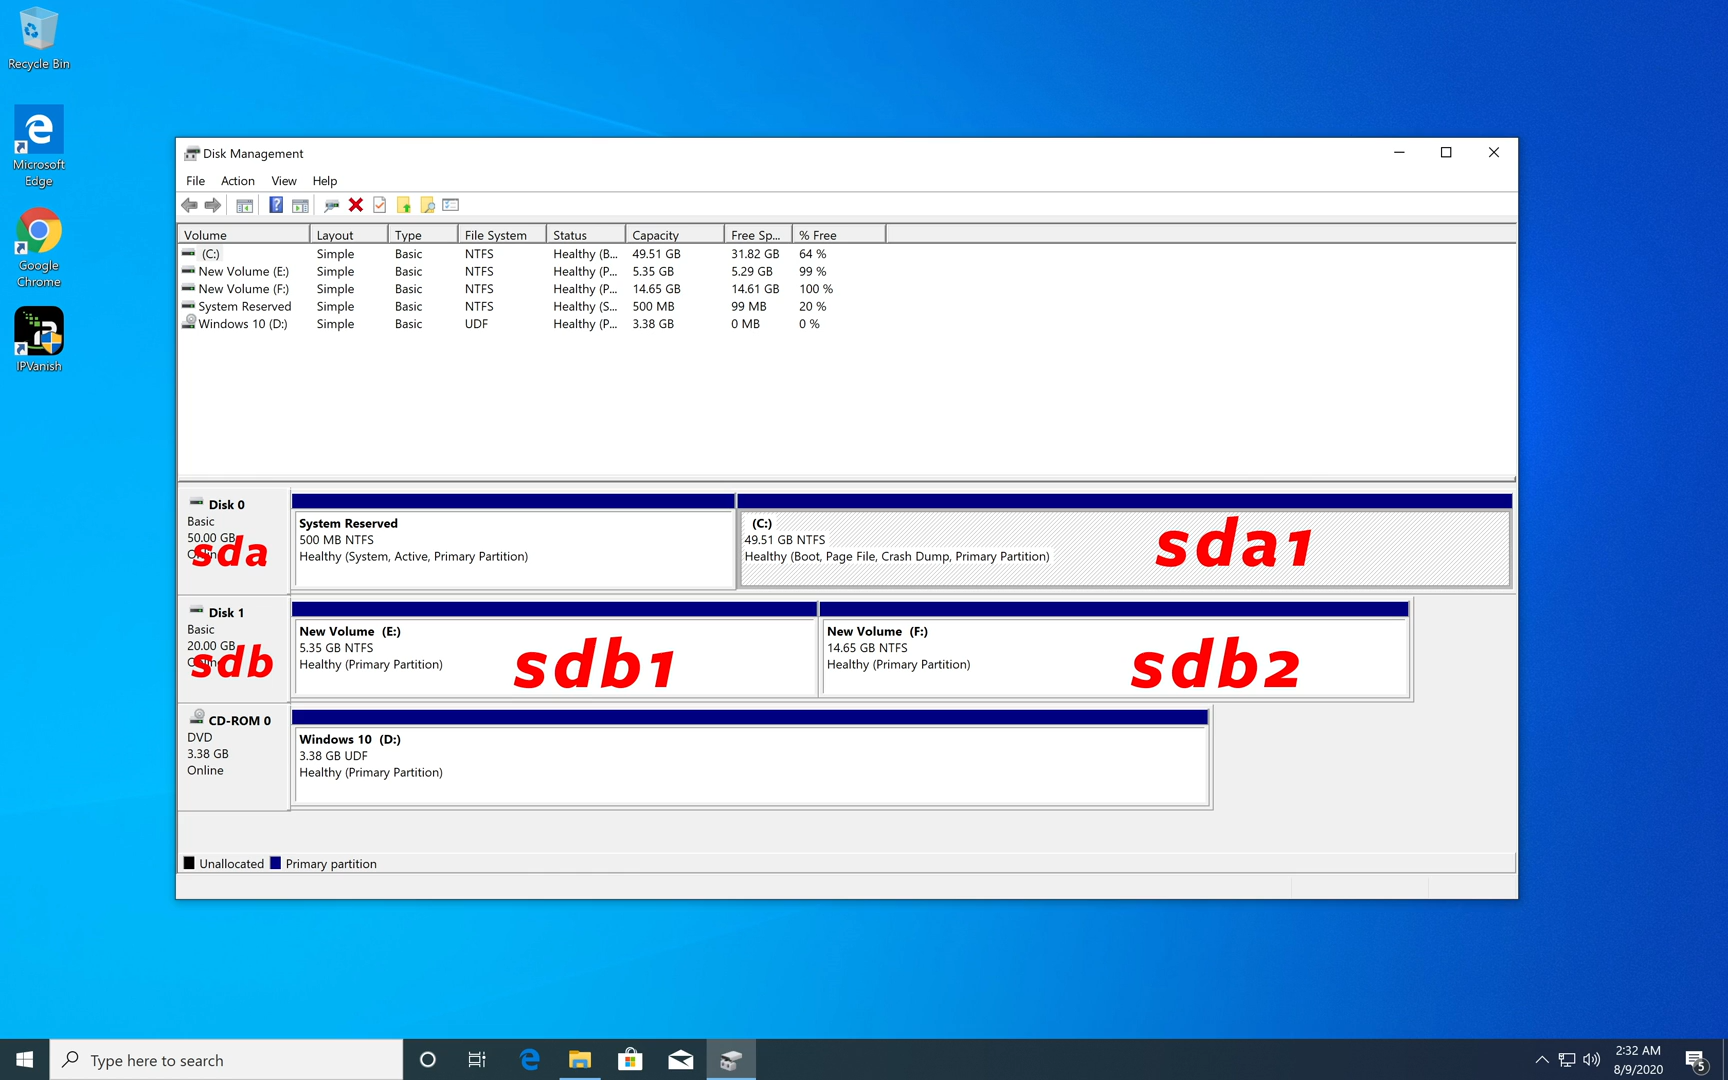 Recycle Bin
Microsoft
Edge
Google
Chrome
IPVanish
Disk Management
File Action View Help
Volume Layout Type File System Status Capacity Free Sp... % Free
(C:) Simple Basic NTFS Healthy (B... 49.51 GB 31.82 GB 64 %
New Volume (E:) Simple Basic NTFS Healthy (P... 5.35 GB 5.29 GB 99 %
New Volume (F:) Simple Basic NTFS Healthy (P... 14.65 GB 14.61 GB 100 %
System Reserved Simple Basic NTFS Healthy (S... 500 MB 99 MB 20 %
Windows 10 (D:) Simple Basic UDF Healthy (P... 3.38 GB 0 MB 0 %
Disk 0
Basic
50.00 GB
sda
System Reserved
500 MB NTFS
Healthy (System, Active, Primary Partition)
(C:)
49.51 GB NTFS
Healthy (Boot, Page File, Crash Dump, Primary Partition)
sda1
Disk 1
Basic
20.00 GB
sdb
New Volume (E:)
5.35 GB NTFS
Healthy (Primary Partition)
sdb1
New Volume (F:)
14.65 GB NTFS
Healthy (Primary Partition)
sdb2
CD-ROM 0
DVD
3.38 GB
Online
Windows 10 (D:)
3.38 GB UDF
Healthy (Primary Partition)
Unallocated Primary partition
Type here to search
2:32 AM
8/9/2020
5